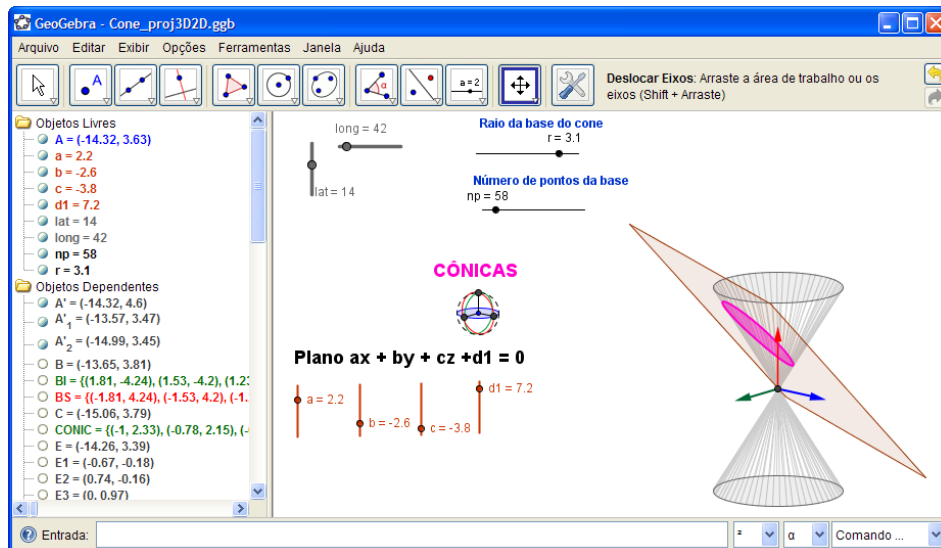 GeoGebra - Cone_proj3D2D.ggb
Arquivo Editar Exibir Opções Ferramentas Janela Ajuda
A
α
a = 2
Deslocar Eixos: Arraste a área de trabalho ou os
eixos (Shift + Arraste)
Objetos Livres
A = (-14.32, 3.63)
a = 2.2
b = -2.6
c = -3.8
d1 = 7.2
lat = 14
long = 42
np = 58
r = 3.1
Objetos Dependentes
A' = (-14.32, 4.6)
A'1 = (-13.57, 3.47)
A'2 = (-14.99, 3.45)
B = (-13.65, 3.81)
BI = {(1.81, -4.24), (1.53, -4.2), (1.23
BS = {(-1.81, 4.24), (-1.53, 4.2), (-1.
C = (-15.06, 3.79)
CONIC = {(-1, 2.33), (-0.78, 2.15), (-
E = (-14.26, 3.39)
E1 = (-0.67, -0.18)
E2 = (0.74, -0.16)
E3 = (0, 0.97)
long = 42
lat = 14
Raio da base do cone
r = 3.1
Número de pontos da base
np = 58
CÔNICAS
Plano ax + by + cz +d1 = 0
a = 2.2
b = -2.6
c = -3.8
d1 = 7.2
Entrada:
²
α
Comando ...